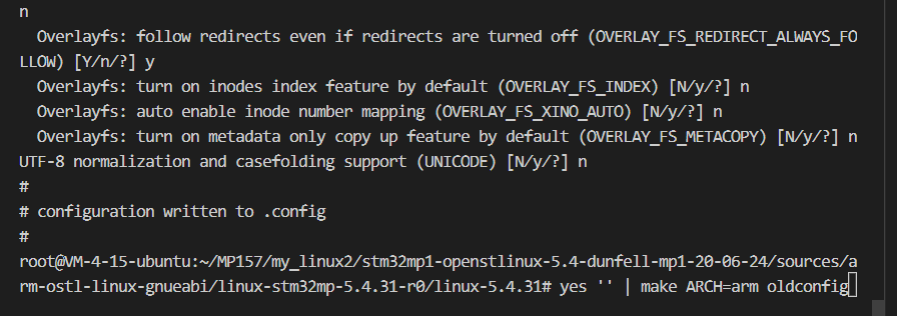 n
  Overlayfs: follow redirects even if redirects are turned off (OVERLAY_FS_REDIRECT_ALWAYS_FO
LLOW) [Y/n/?] y
  Overlayfs: turn on inodes index feature by default (OVERLAY_FS_INDEX) [N/y/?] n
  Overlayfs: auto enable inode number mapping (OVERLAY_FS_XINO_AUTO) [N/y/?] n
  Overlayfs: turn on metadata only copy up feature by default (OVERLAY_FS_METACOPY) [N/y/?] n
UTF-8 normalization and casefolding support (UNICODE) [N/y/?] n
#
# configuration written to .config
#
root@VM-4-15-ubuntu:~/MP157/my_linux2/stm32mp1-openstlinux-5.4-dunfell-mp1-20-06-24/sources/a
rm-ostl-linux-gnueabi/linux-stm32mp-5.4.31-r0/linux-5.4.31# yes '' | make ARCH=arm oldconfig